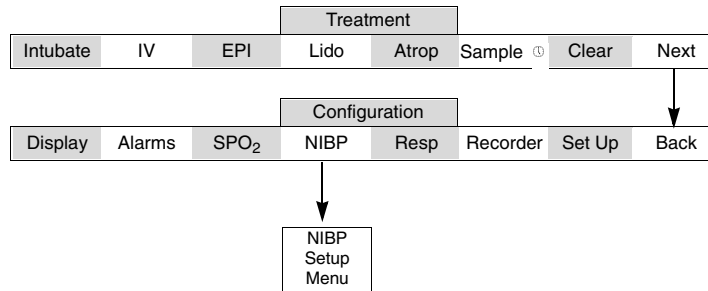 Treatment
Intubate IV EPI Lido Atrop Sample Clear Next
Configuration
Display Alarms SPO₂ NIBP Resp Recorder Set Up Back
NIBP
Setup
Menu